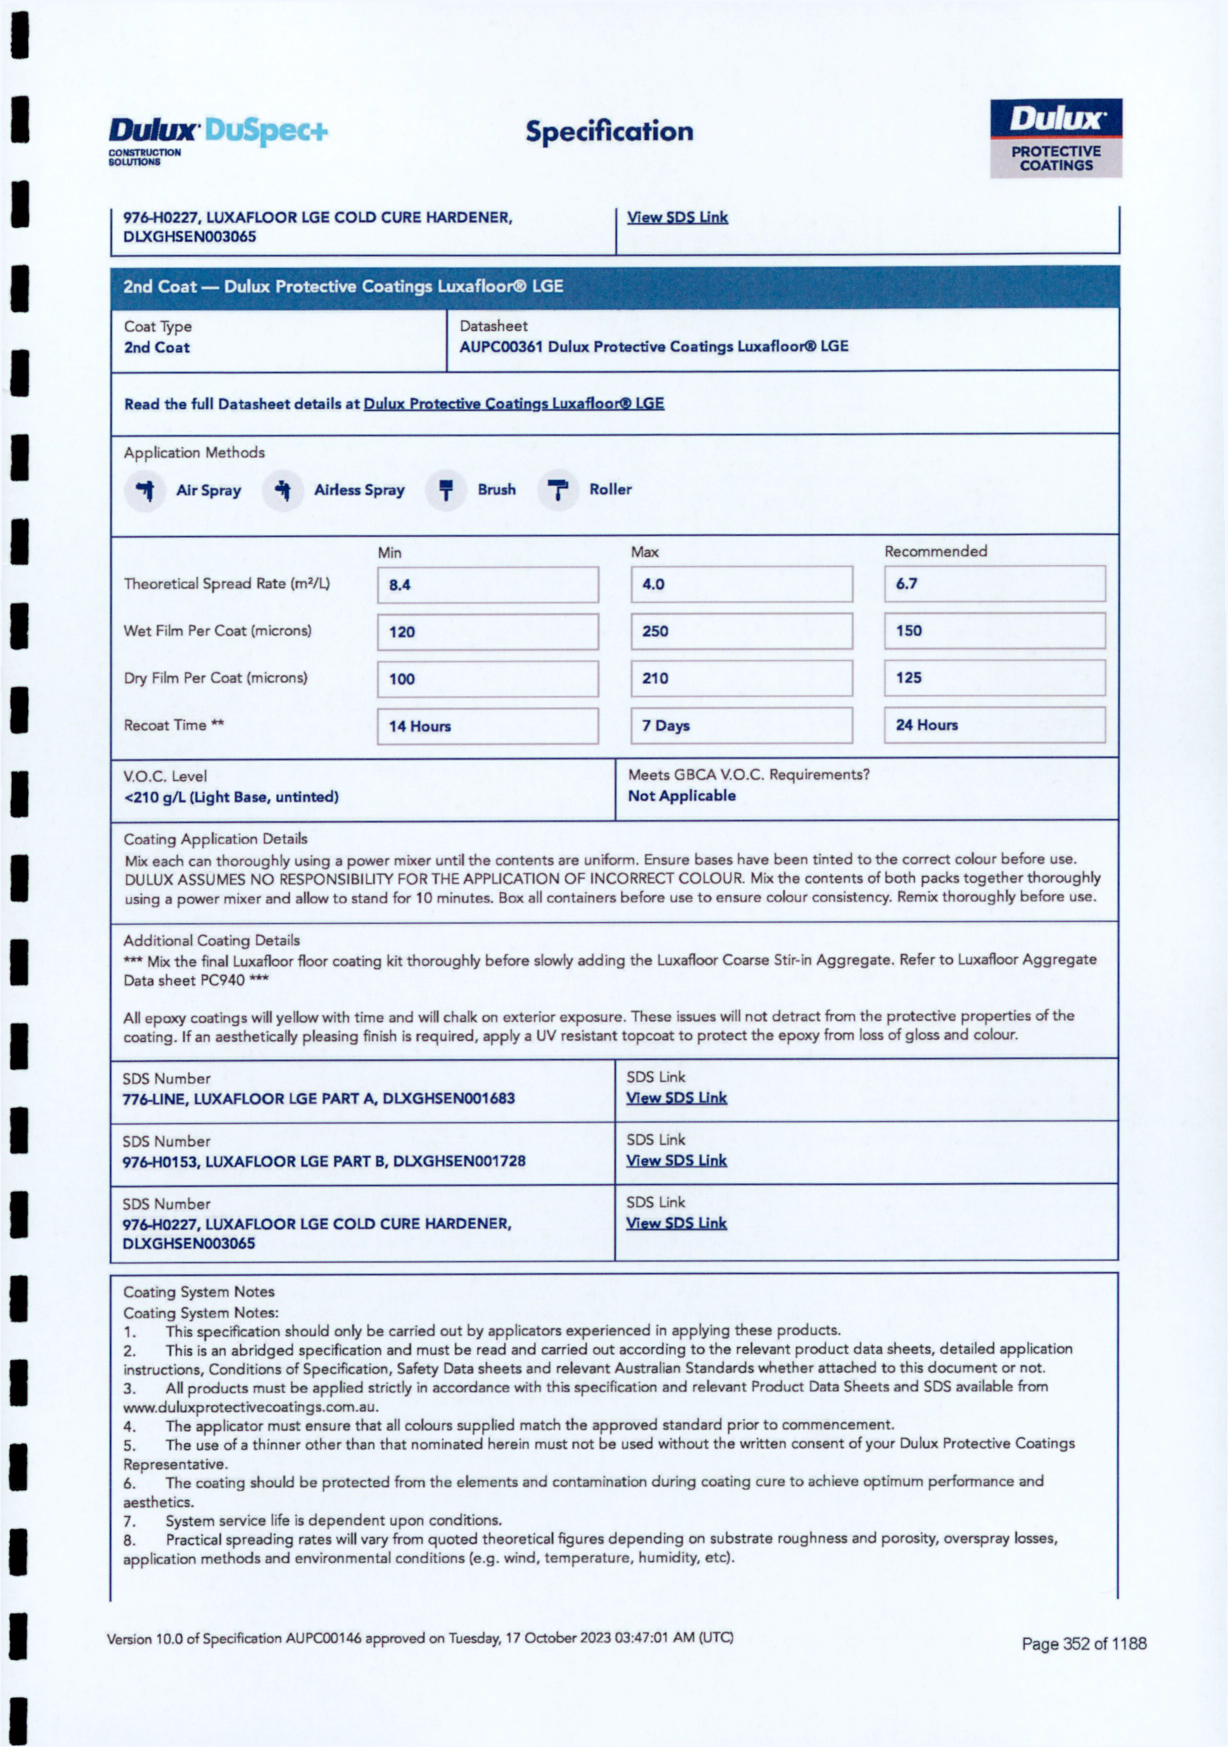 Dulux DuSpec+
CONSTRUCTION
SOLUTIONS
Specification
Dulux
PROTECTIVE
COATINGS
976-H0227, LUXAFLOOR LGE COLD CURE HARDENER,
DLXGHSEN003065
View SDS Link
2nd Coat — Dulux Protective Coatings Luxafloor® LGE
Coat Type
2nd Coat
Datasheet
AUPC00361 Dulux Protective Coatings Luxafloor® LGE
Read the full Datasheet details at Dulux Protective Coatings Luxafloor® LGE
Application Methods
Air Spray Airless Spray Brush Roller
Min Max Recommended
Theoretical Spread Rate (m²/L) 8.4 4.0 6.7
Wet Film Per Coat (microns) 120 250 150
Dry Film Per Coat (microns) 100 210 125
Recoat Time ** 14 Hours 7 Days 24 Hours
V.O.C. Level
<210 g/L (Light Base, untinted)
Meets GBCA V.O.C. Requirements?
Not Applicable
Coating Application Details
Mix each can thoroughly using a power mixer until the contents are uniform. Ensure bases have been tinted to the correct colour before use.
DULUX ASSUMES NO RESPONSIBILITY FOR THE APPLICATION OF INCORRECT COLOUR. Mix the contents of both packs together thoroughly
using a power mixer and allow to stand for 10 minutes. Box all containers before use to ensure colour consistency. Remix thoroughly before use.
Additional Coating Details
*** Mix the final Luxafloor floor coating kit thoroughly before slowly adding the Luxafloor Coarse Stir-in Aggregate. Refer to Luxafloor Aggregate
Data sheet PC940 ***
All epoxy coatings will yellow with time and will chalk on exterior exposure. These issues will not detract from the protective properties of the
coating. If an aesthetically pleasing finish is required, apply a UV resistant topcoat to protect the epoxy from loss of gloss and colour.
SDS Number
776-LINE, LUXAFLOOR LGE PART A, DLXGHSEN001683
SDS Link
View SDS Link
SDS Number
976-H0153, LUXAFLOOR LGE PART B, DLXGHSEN001728
SDS Link
View SDS Link
SDS Number
976-H0227, LUXAFLOOR LGE COLD CURE HARDENER,
DLXGHSEN003065
SDS Link
View SDS Link
Coating System Notes
Coating System Notes:
1. This specification should only be carried out by applicators experienced in applying these products.
2. This is an abridged specification and must be read and carried out according to the relevant product data sheets, detailed application
instructions, Conditions of Specification, Safety Data sheets and relevant Australian Standards whether attached to this document or not.
3. All products must be applied strictly in accordance with this specification and relevant Product Data Sheets and SDS available from
www.duluxprotectivecoatings.com.au.
4. The applicator must ensure that all colours supplied match the approved standard prior to commencement.
5. The use of a thinner other than that nominated herein must not be used without the written consent of your Dulux Protective Coatings
Representative.
6. The coating should be protected from the elements and contamination during coating cure to achieve optimum performance and
aesthetics.
7. System service life is dependent upon conditions.
8. Practical spreading rates will vary from quoted theoretical figures depending on substrate roughness and porosity, overspray losses,
application methods and environmental conditions (e.g. wind, temperature, humidity, etc).
Version 10.0 of Specification AUPC00146 approved on Tuesday, 17 October 2023 03:47:01 AM (UTC)
Page 352 of 1188